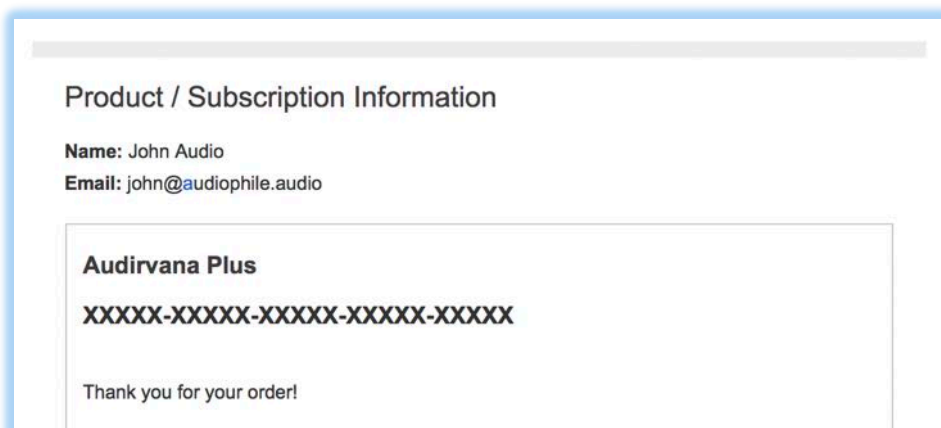 Product / Subscription Information
Name: John Audio
Email: john@audiophile.audio
Audirvana Plus
XXXXX-XXXXX-XXXXX-XXXXX-XXXXX
Thank you for your order!